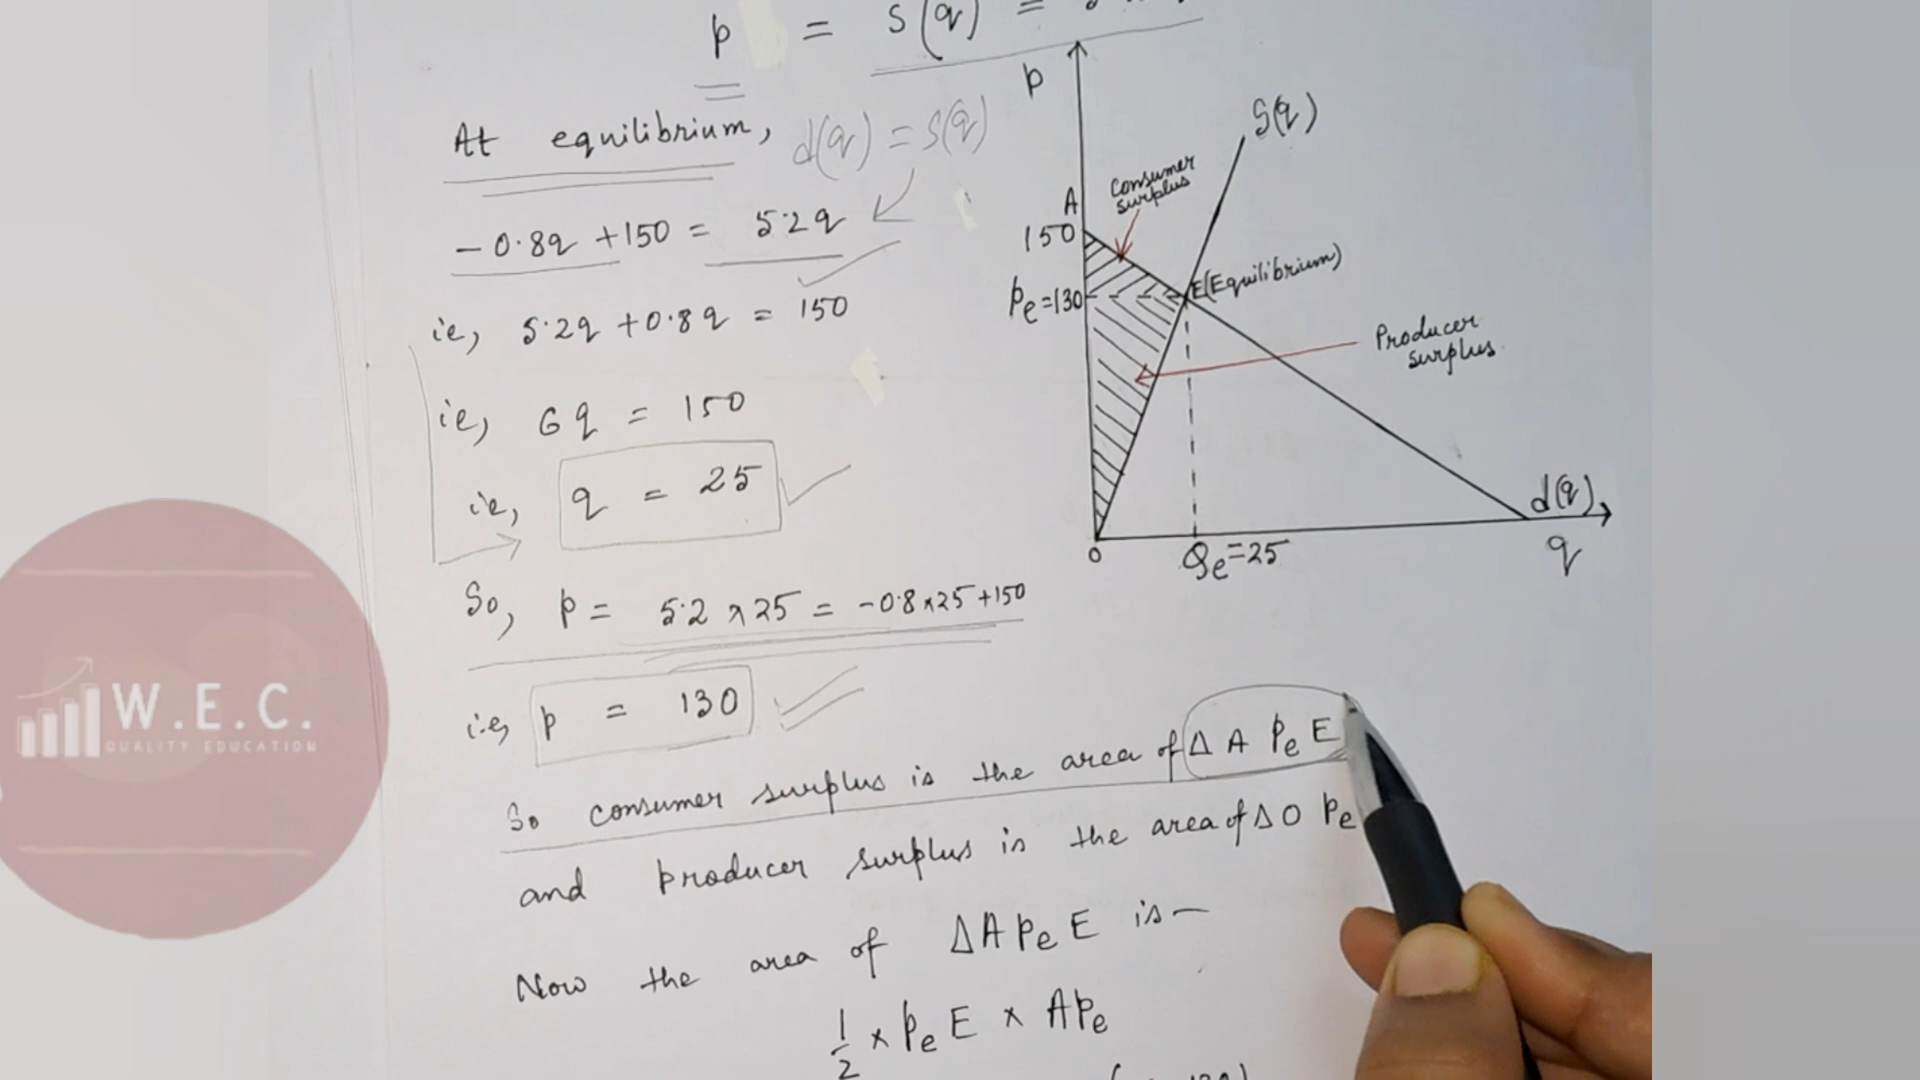 p = S(q) =
At equilibrium, d(q) = S(q)
-0.8q + 150 = 5.2q
ie, 5.2q + 0.8q = 150
ie, 6q = 150
ie, q = 25
So, p = 5.2 × 25 = -0.8 × 25 + 150
i.e, p = 130
So consumer surplus is the area of Δ A Pe E
and producer surplus is the area of Δ O Pe
Now the area of Δ A Pe E is —
1/2 × Pe E × APe
p
S(q)
Consumer
surplus
A
150
Pe = 130
E(Equilibrium)
Producer
surplus
d(q)
0
Qe = 25
q
W.E.C.
QUALITY EDUCATION